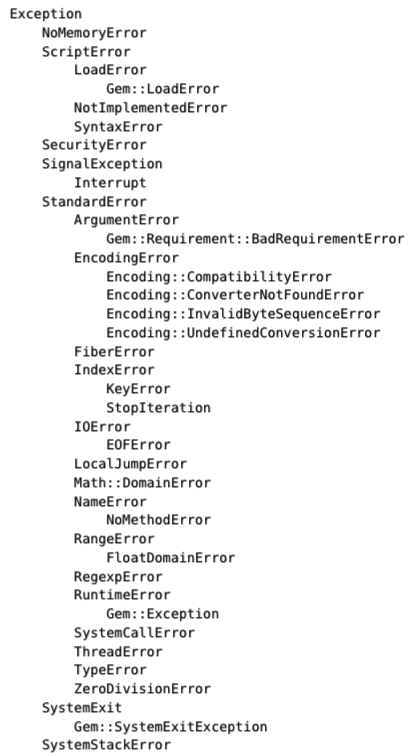 Exception
    NoMemoryError
    ScriptError
        LoadError
            Gem::LoadError
        NotImplementedError
        SyntaxError
    SecurityError
    SignalException
        Interrupt
    StandardError
        ArgumentError
            Gem::Requirement::BadRequirementError
        EncodingError
            Encoding::CompatibilityError
            Encoding::ConverterNotFoundError
            Encoding::InvalidByteSequenceError
            Encoding::UndefinedConversionError
        FiberError
        IndexError
            KeyError
            StopIteration
        IOError
            EOFError
        LocalJumpError
        Math::DomainError
        NameError
            NoMethodError
        RangeError
            FloatDomainError
        RegexpError
        RuntimeError
            Gem::Exception
        SystemCallError
        ThreadError
        TypeError
        ZeroDivisionError
    SystemExit
        Gem::SystemExitException
    SystemStackError